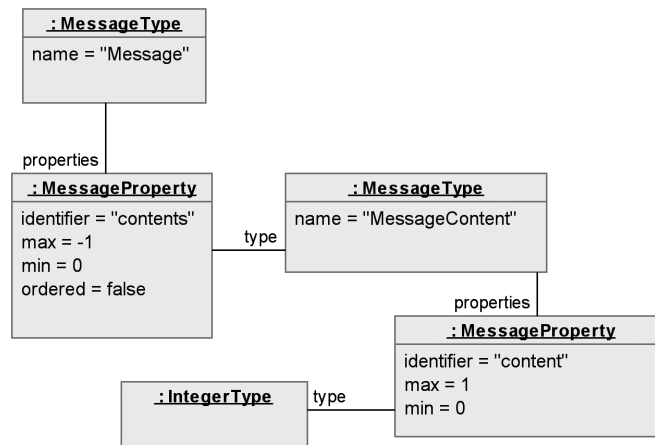 : MessageType
name = "Message"
properties
: MessageProperty
identifier = "contents"
max = -1
min = 0
ordered = false
type
: MessageType
name = "MessageContent"
properties
: MessageProperty
identifier = "content"
max = 1
min = 0
type
: IntegerType